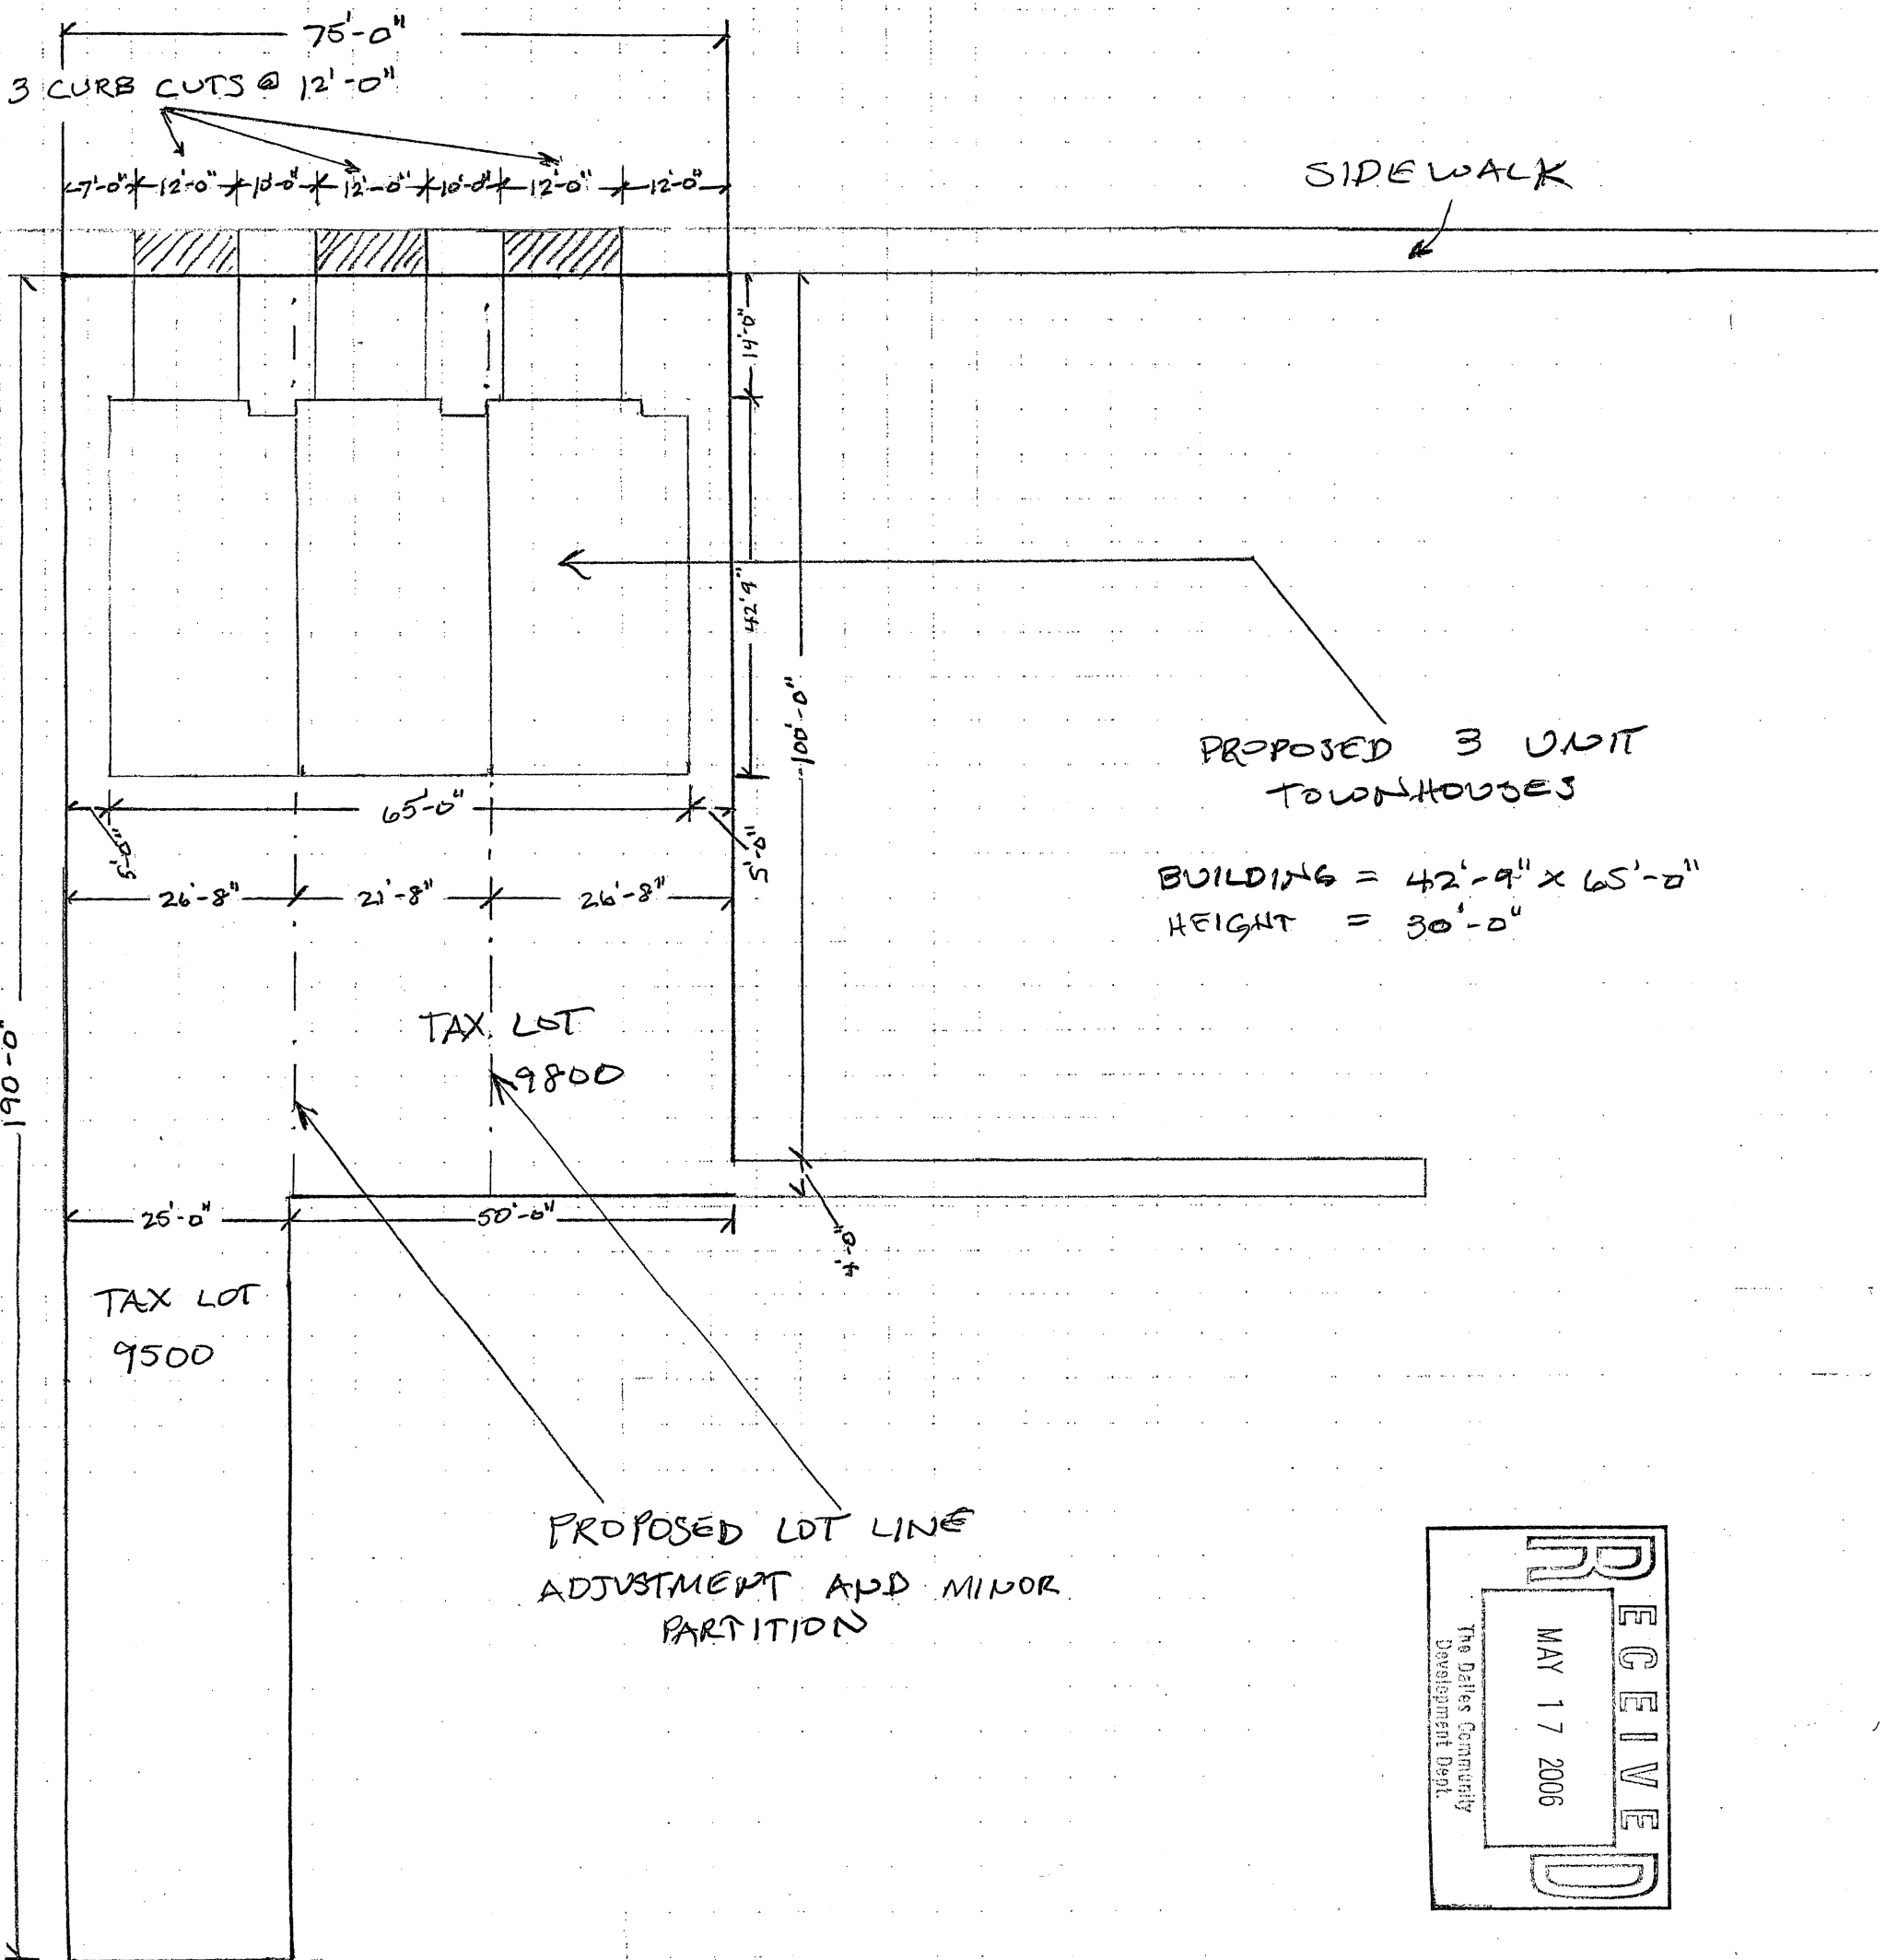 75'-0"
3 CURB CUTS @ 12'-0"
7'-0" 12'-0" 10'-0" 12'-0" 10'-0" 12'-0" 12'-0"
SIDEWALK
14'-0"
42'9"
100'-0"
PROPOSED 3 UNIT
TOWNHOUSES
65'-0"
5'-0"
5'-0"
BUILDING = 42'-9" x 65'-0"
HEIGHT = 30'-0"
26'-8" 21'-8" 26'-8"
190-0"
TAX LOT
9800
25'-0" 50'-0"
4'-0"
TAX LOT
9500
PROPOSED LOT LINE
ADJUSTMENT AND MINOR
PARTITION
RECEIVED
MAY 17 2006
The Dalles Community
Development Dept.